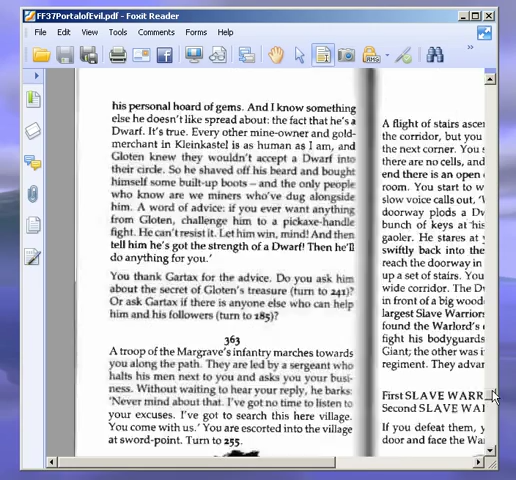 FF37PortalofEvil.pdf - Foxit Reader
File Edit View Tools Comments Forms Help
his personal hoard of gems. And I know something
else he doesn't like spread about: the fact that he's a
Dwarf. It's true. Every other mine-owner and gold-
merchant in Kleinkastel is as human as I am, and
Gloten knew they wouldn't accept a Dwarf into
their circle. So he shaved off his beard and bought
himself some built-up boots – and the only people
who know are we miners who've dug alongside
him. A word of advice: if you ever want anything
from Gloten, challenge him to a pickaxe-handle
fight. He can't resist it. Let him win, mind! And then
tell him he's got the strength of a Dwarf! Then he'll
do anything for you.'
You thank Gartax for the advice. Do you ask him
about the secret of Gloten's treasure (turn to 241)?
Or ask Gartax if there is anyone else who can help
him and his followers (turn to 185)?
363
A troop of the Margrave's infantry marches towards
you along the path. They are led by a sergeant who
halts his men next to you and asks you your busi-
ness. Without waiting to hear your reply, he barks:
'Never mind about that. I've got no time to listen to
your excuses. I've got to search this here village.
You come with us.' You are escorted into the village
at sword-point. Turn to 255.
A flight of stairs ascen
the corridor, but you
the next corner. You s
there are no cells, and
end there is an open
room. You start to w
slow voice calls out, '
doorway plods a Dw
bunch of keys at his
gaoler. He stares at
swiftly back into the
reach the doorway in
up a set of stairs. You
wide corridor. The D
in front of a big wood
largest Slave Warriors
found the Warlord's
fight his bodyguards
Giant; the other was i
regiment. They advan
First SLAVE WARR
Second SLAVE WA
If you defeat them, y
door and face the Wa